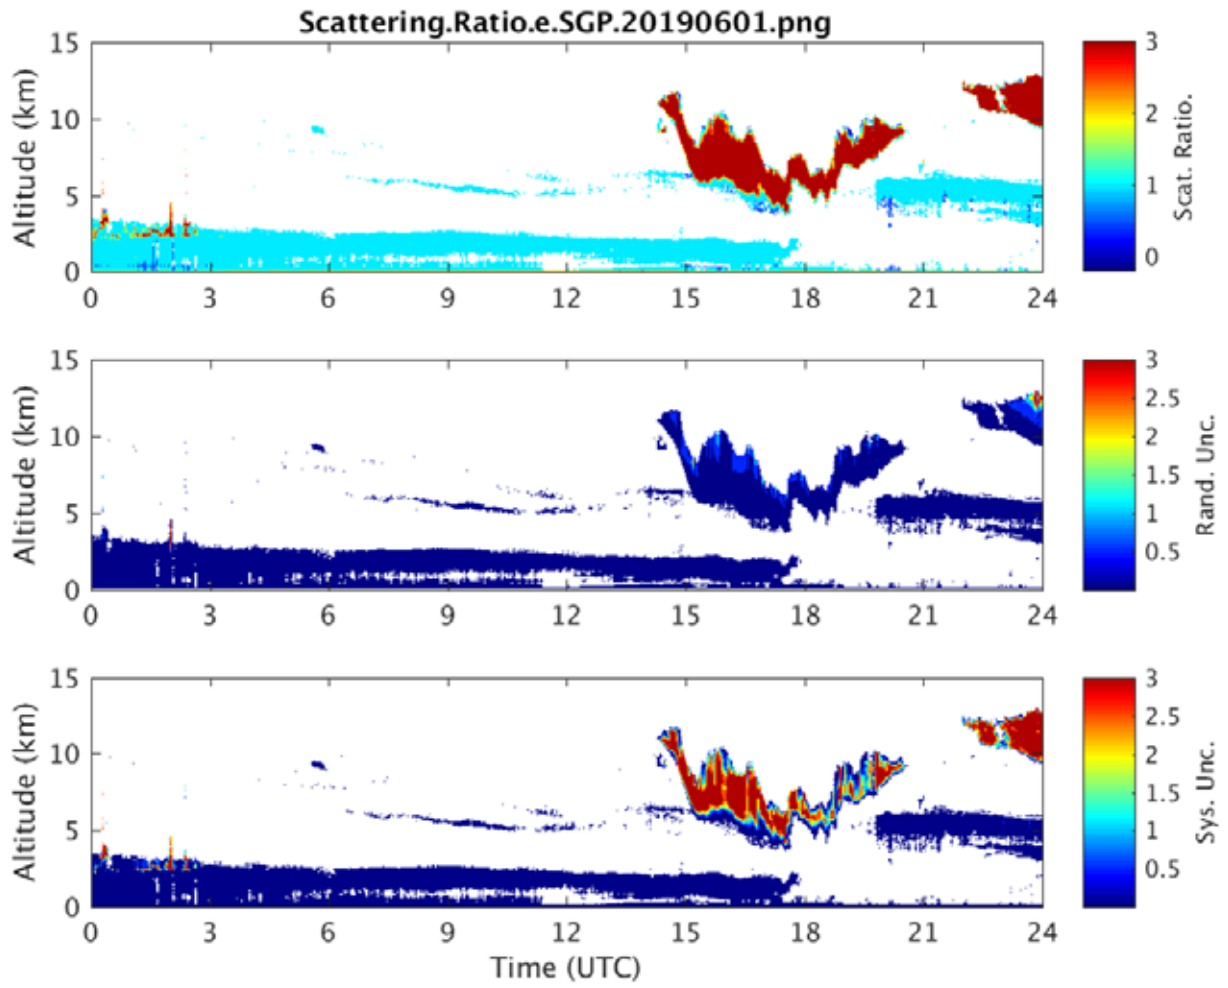 Scattering.Ratio.e.SGP.20190601.png
15
10
5
0
Altitude (km)
0 3 6 9 12 15 18 21 24
3
2
1
0
Scat. Ratio.
15
10
5
0
Altitude (km)
0 3 6 9 12 15 18 21 24
3
2.5
2
1.5
1
0.5
Rand. Unc.
15
10
5
0
Altitude (km)
0 3 6 9 12 15 18 21 24
Time (UTC)
3
2.5
2
1.5
1
0.5
Sys. Unc.